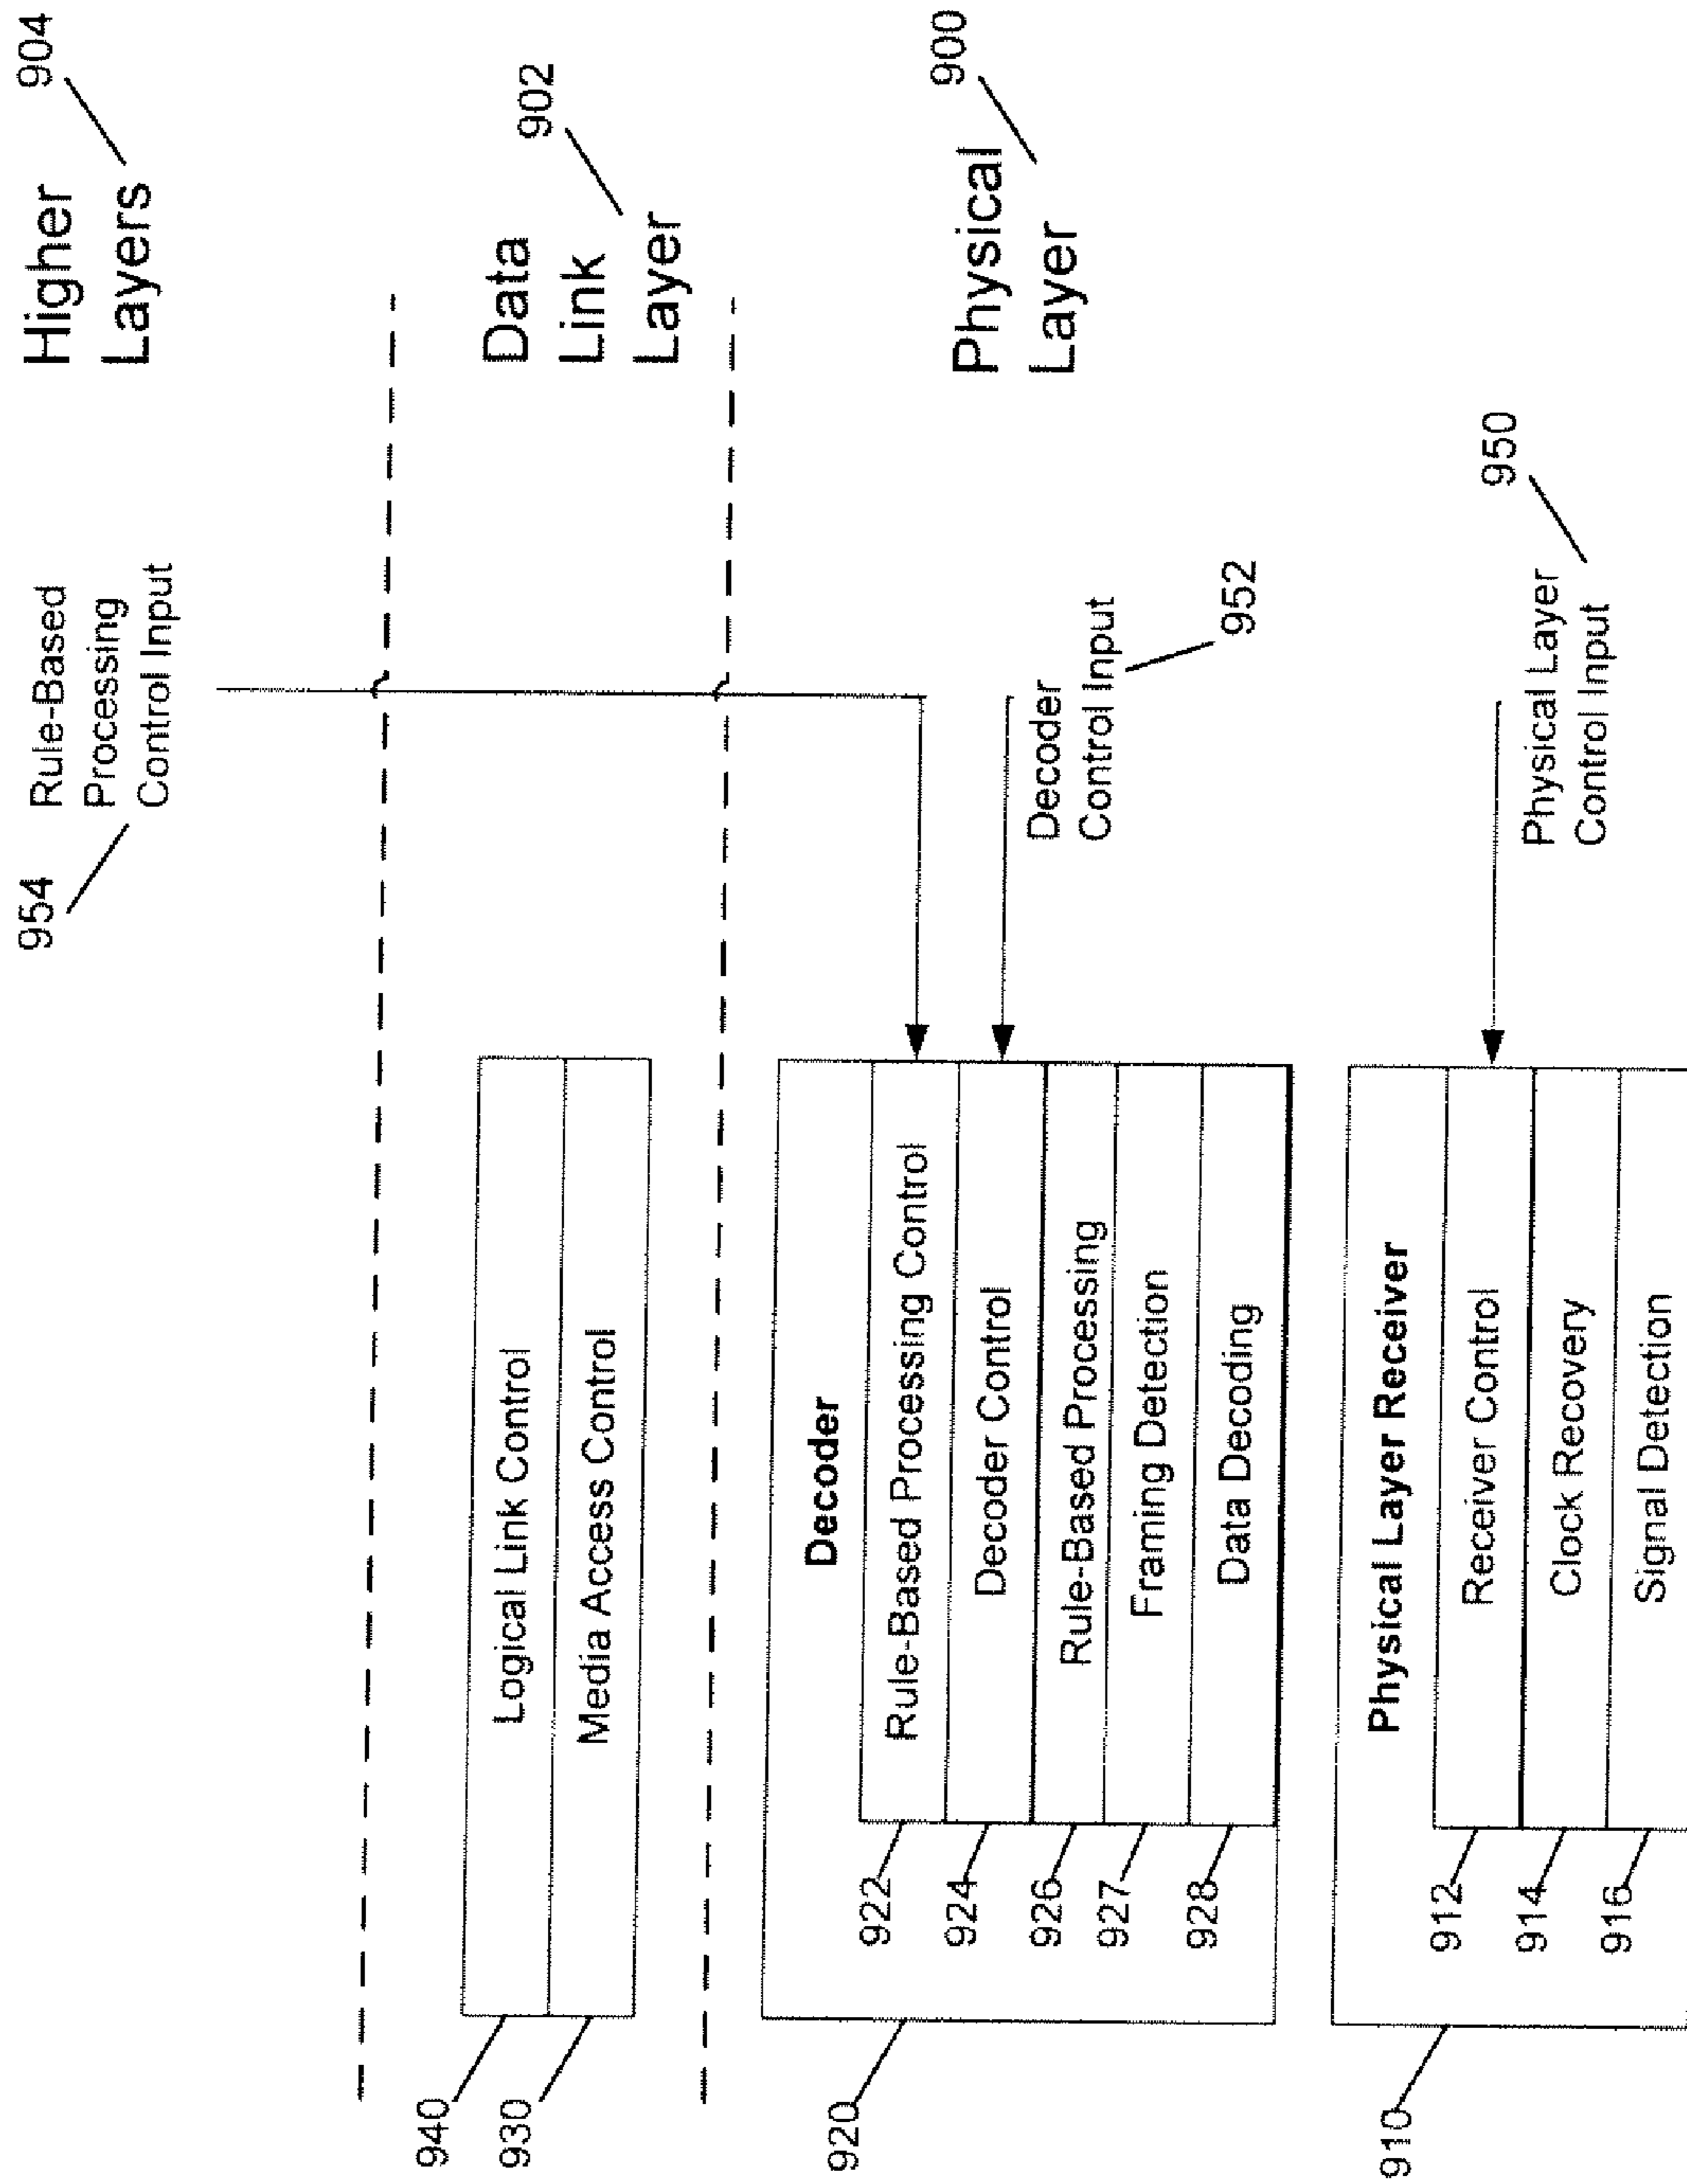 904
Higher
Layers
954
Rule-Based
Processing
Control Input
902
Data
Link
Layer
940
Logical Link Control
930
Media Access Control
900
Physical
Layer
920
Decoder
922
Rule-Based Processing Control
924
Decoder Control
926
Rule-Based Processing
927
Framing Detection
928
Data Decoding
Decoder
Control Input
952
910
Physical Layer Receiver
912
Receiver Control
914
Clock Recovery
916
Signal Detection
950
Physical Layer
Control Input